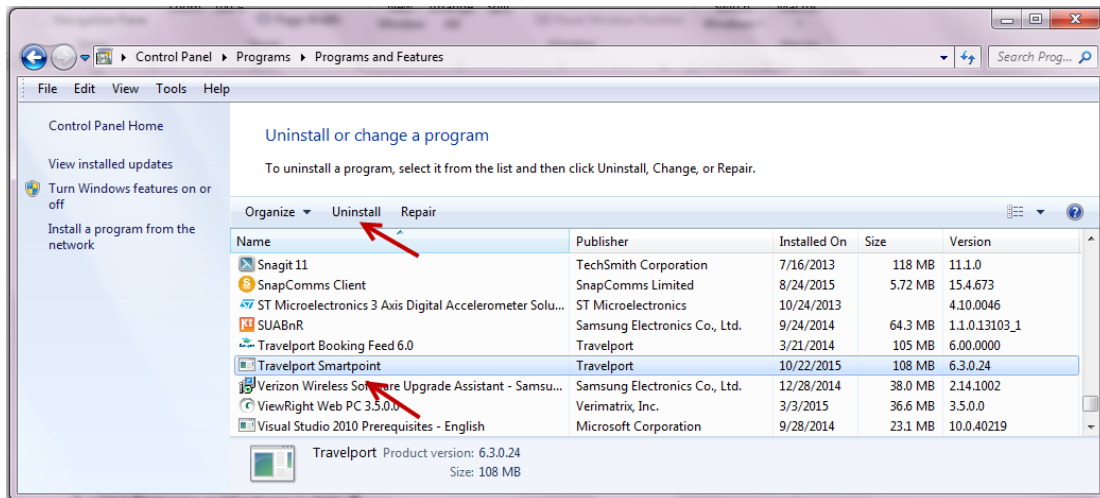 Control Panel Programs Programs and Features Search Prog...
File Edit View Tools Help
Control Panel Home
View installed updates
Turn Windows features on or off
Install a program from the network
Uninstall or change a program
To uninstall a program, select it from the list and then click Uninstall, Change, or Repair.
Organize Uninstall Repair
Name Publisher Installed On Size Version
Snagit 11 TechSmith Corporation 7/16/2013 118 MB 11.1.0
SnapComms Client SnapComms Limited 8/24/2015 5.72 MB 15.4.673
ST Microelectronics 3 Axis Digital Accelerometer Solu... ST Microelectronics 10/24/2013 4.10.0046
SUABnR Samsung Electronics Co., Ltd. 9/24/2014 64.3 MB 1.1.0.13103_1
Travelport Booking Feed 6.0 Travelport 3/21/2014 105 MB 6.00.0000
Travelport Smartpoint Travelport 10/22/2015 108 MB 6.3.0.24
Verizon Wireless Software Upgrade Assistant - Samsu... Samsung Electronics Co., Ltd. 12/28/2014 38.0 MB 2.14.1002
ViewRight Web PC 3.5.0.0 Verimatrix, Inc. 3/3/2015 36.6 MB 3.5.0.0
Visual Studio 2010 Prerequisites - English Microsoft Corporation 9/28/2014 23.1 MB 10.0.40219
Travelport Product version: 6.3.0.24
Size: 108 MB